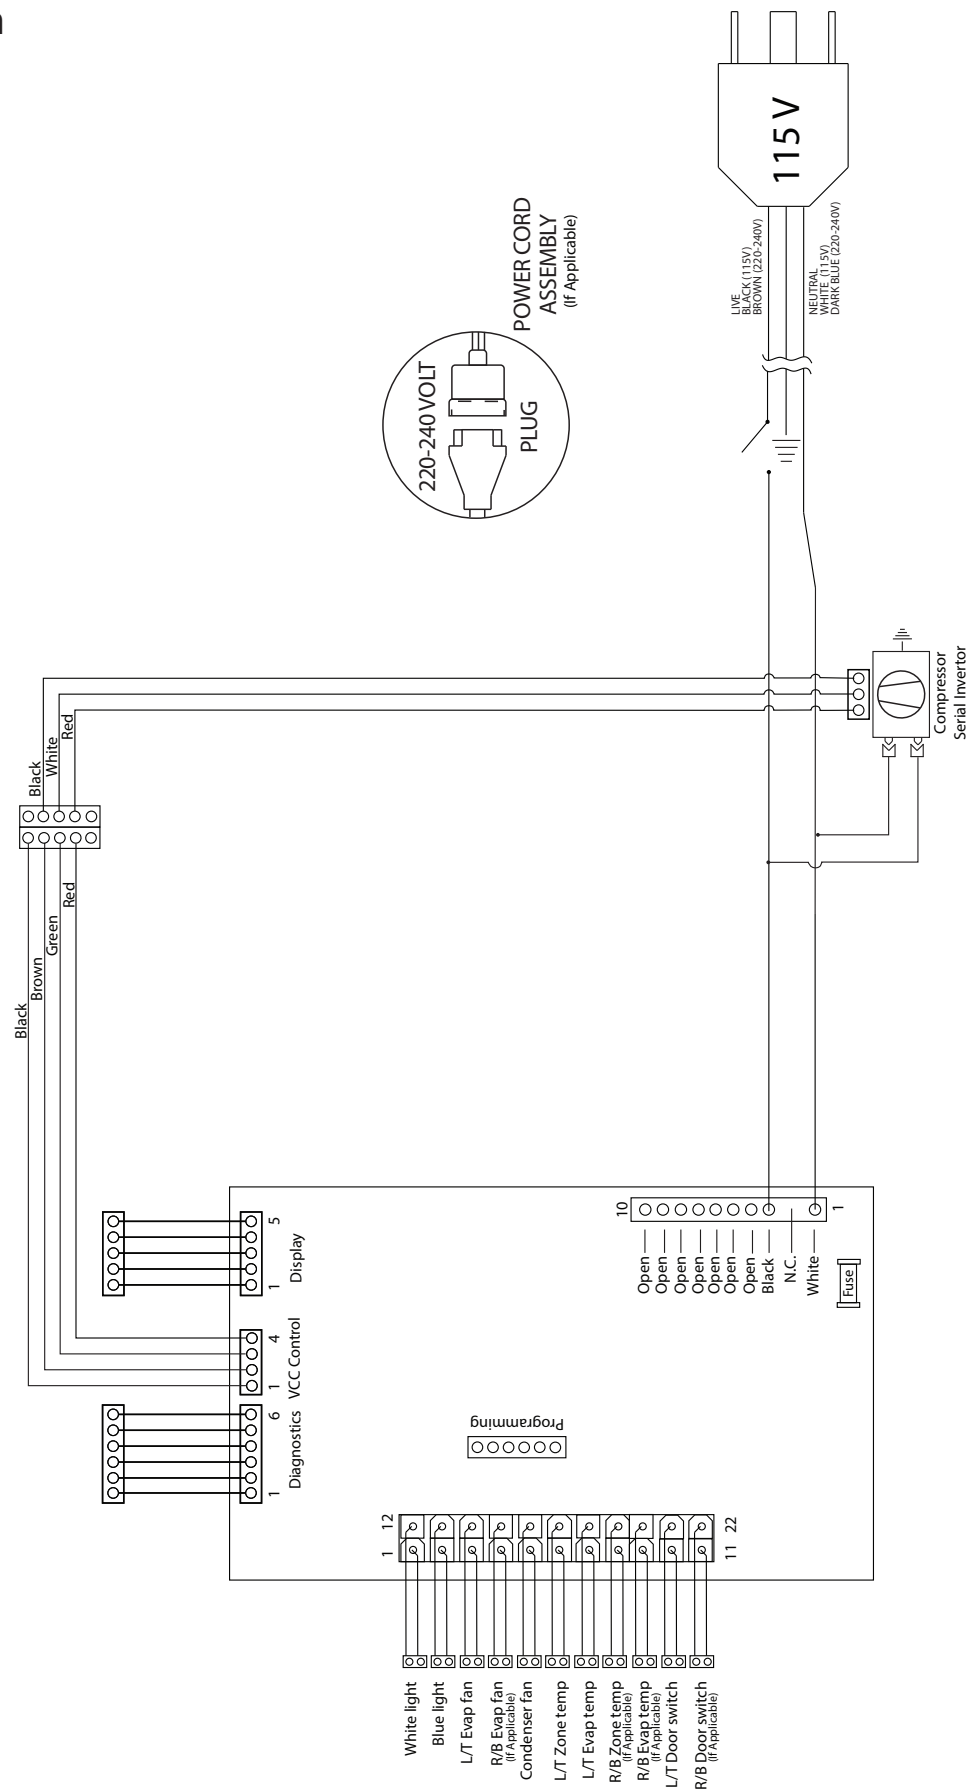 115 V
POWER CORD
ASSEMBLY
(If Applicable)
220-240 VOLT
PLUG
LIVE
BLACK (115V)
BROWN (220-240V)
NEUTRAL
WHITE (115V)
DARK BLUE (220-240V)
Black
White
Red
Compressor
Serial Invertor
Black
Brown
Green
Red
5
1
Display
4
1
VCC Control
6
1
Diagnostics
10
1
Open
Open
Open
Open
Open
Open
Open
Black
N.C.
White
Fuse
Programming
12
1
22
11
White light
Blue light
L/T Evap fan
R/B Evap fan
(If Applicable)
Condenser fan
L/T Zone temp
L/T Evap temp
R/B Zone temp
(If Applicable)
R/B Evap temp
(If Applicable)
L/T Door switch
R/B Door switch
(If Applicable)